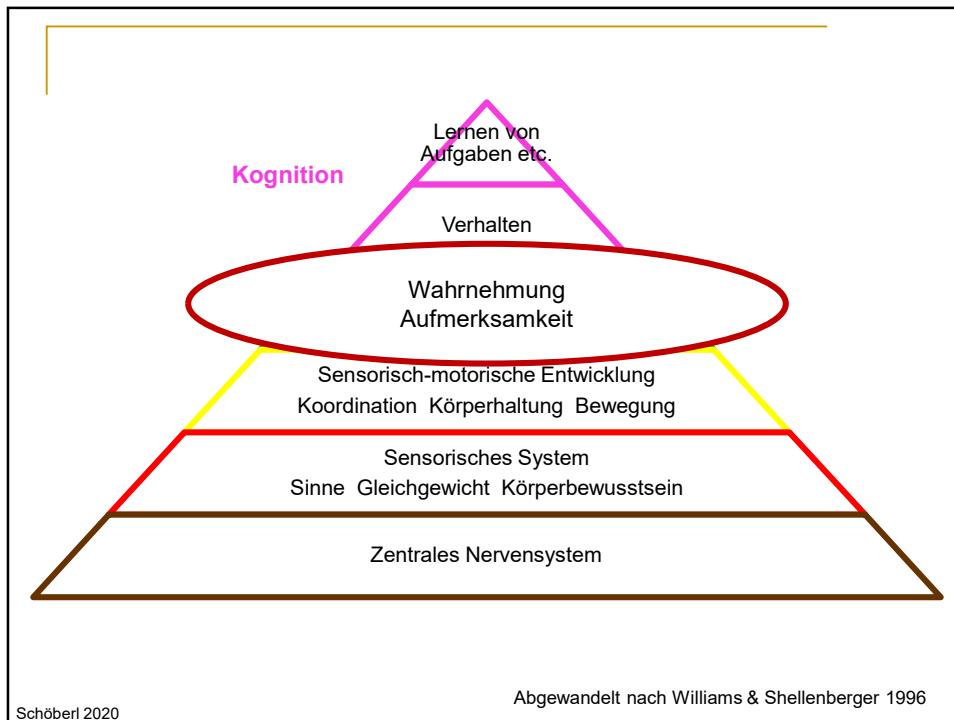 Lernen von
Aufgaben etc.
Kognition
Verhalten
Wahrnehmung
Aufmerksamkeit
Sensorisch-motorische Entwicklung
Koordination Körperhaltung Bewegung
Sensorisches System
Sinne Gleichgewicht Körperbewusstsein
Zentrales Nervensystem
Abgewandelt nach Williams & Shellenberger 1996
Schöberl 2020